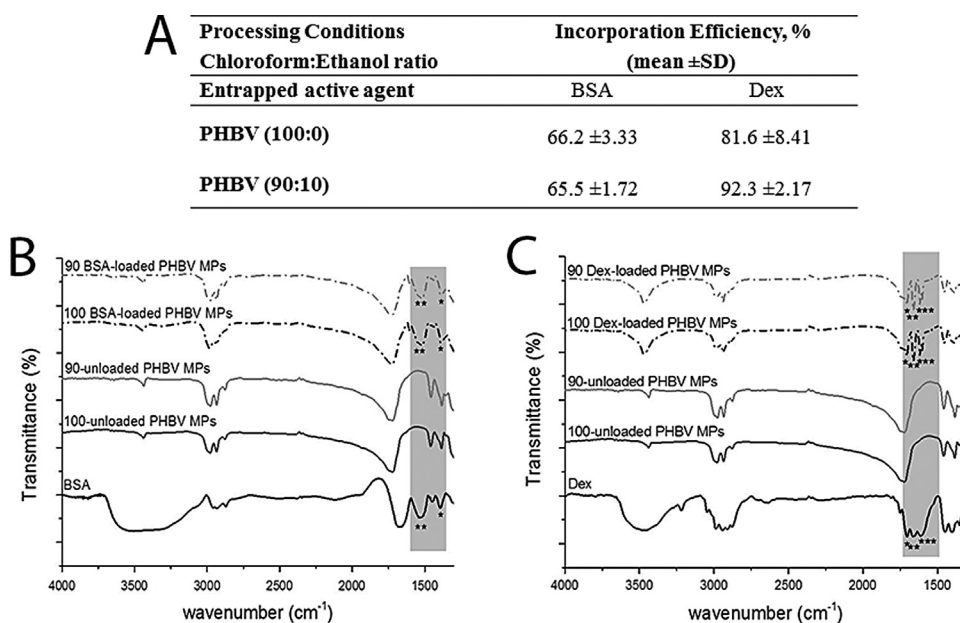 A
Processing Conditions
Chloroform:Ethanol ratio
Incorporation Efficiency, %
(mean ±SD)
Entrapped active agent BSA Dex
PHBV (100:0) 66.2 ±3.33 81.6 ±8.41
PHBV (90:10) 65.5 ±1.72 92.3 ±2.17
B
Transmittance (%)
90 BSA-loaded PHBV MPs
★★ ★
100 BSA-loaded PHBV MPs
★★ ★
90-unloaded PHBV MPs
100-unloaded PHBV MPs
BSA
★★ ★
4000 3500 3000 2500 2000 1500
wavenumber (cm⁻¹)
C
Transmittance (%)
90 Dex-loaded PHBV MPs
★ ★★ ★★★
100 Dex-loaded PHBV MPs
★ ★★ ★★★
90-unloaded PHBV MPs
100-unloaded PHBV MPs
Dex
★ ★★ ★★★
4000 3500 3000 2500 2000 1500
wavenumber (cm⁻¹)